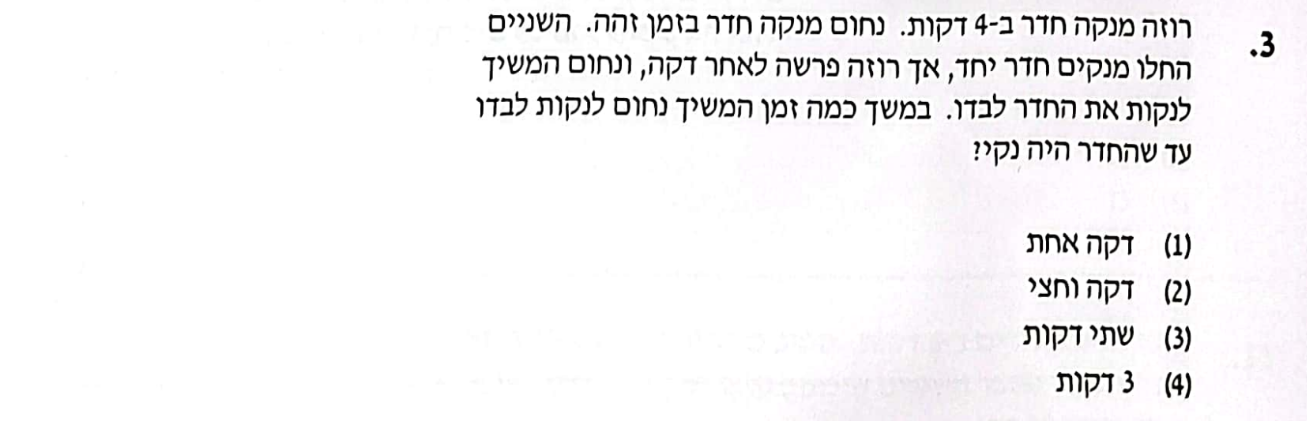 3. רוזה מנקה חדר ב-4 דקות. נחום מנקה חדר בזמן זהה. השניים
החלו מנקים חדר יחד, אך רוזה פרשה לאחר דקה, ונחום המשיך
לנקות את החדר לבדו. במשך כמה זמן המשיך נחום לנקות לבדו
עד שהחדר היה נקי?
(1) דקה אחת
(2) דקה וחצי
(3) שתי דקות
(4) 3 דקות